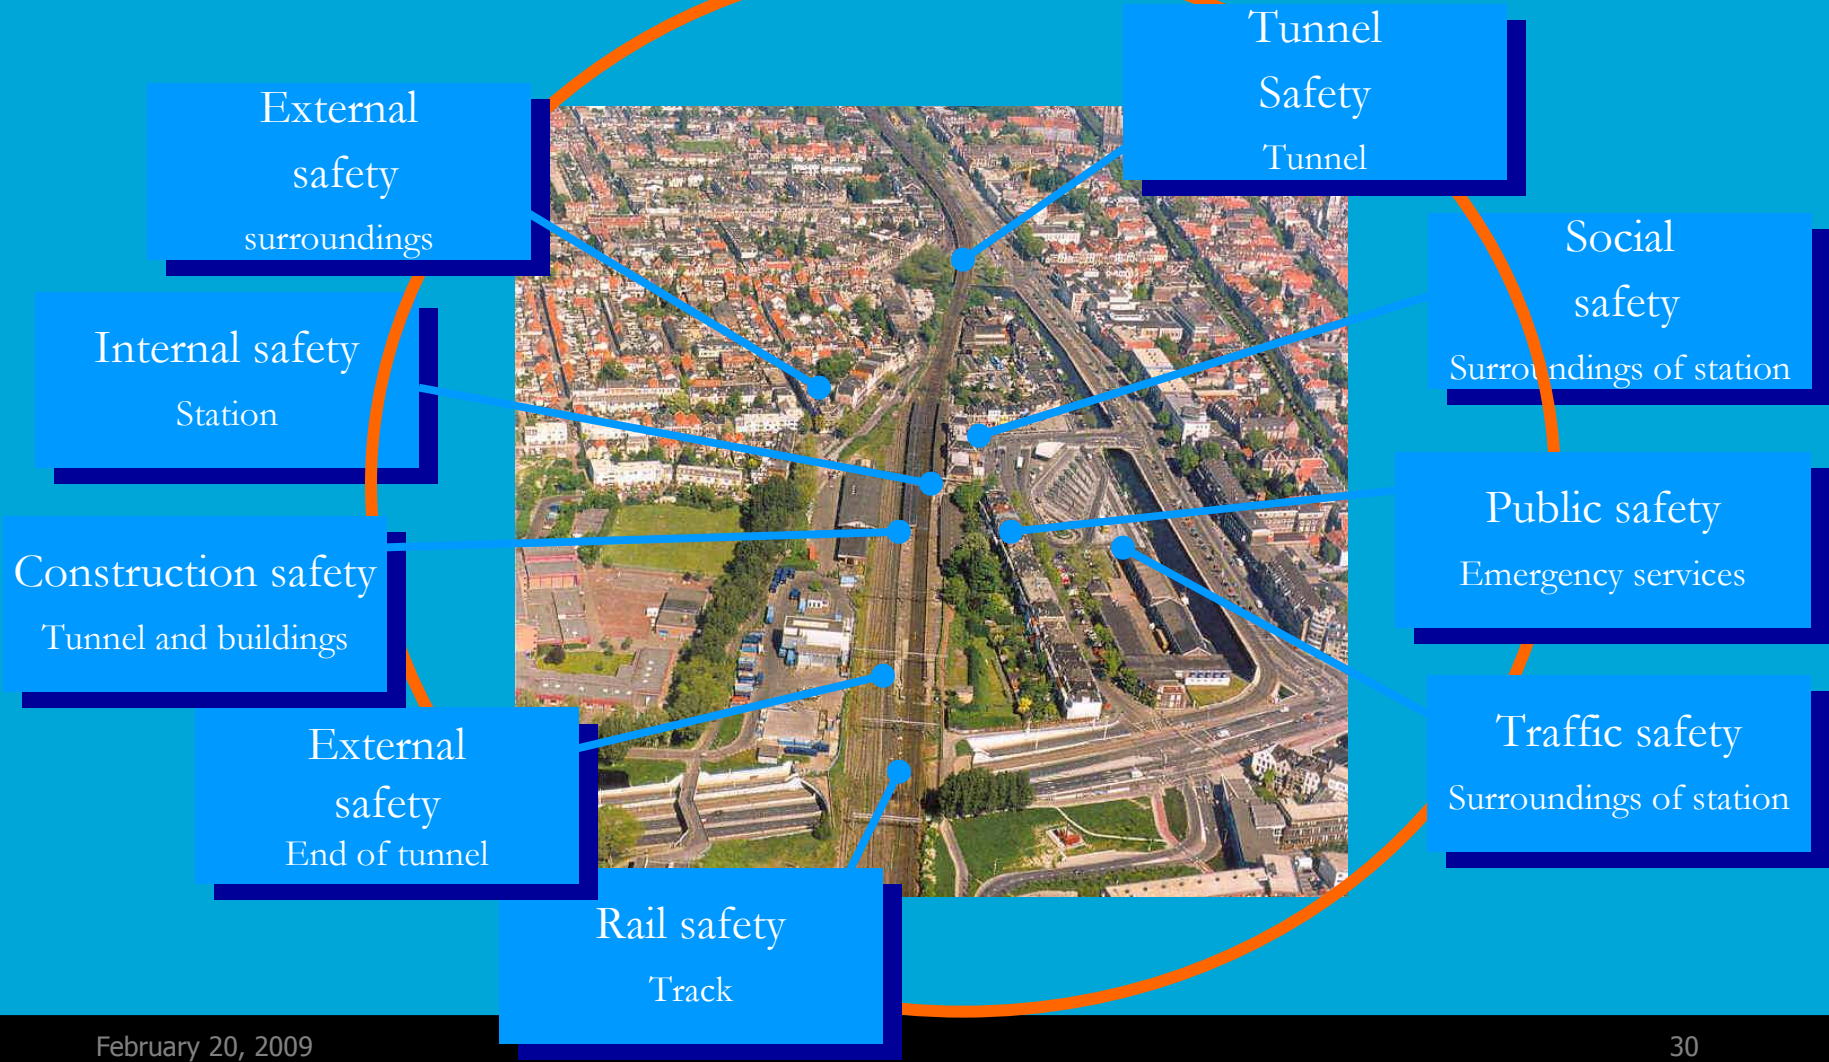 Tunnel
Safety
Tunnel
External
safety
surroundings
Social
safety
Surroundings of station
Internal safety
Station
Public safety
Emergency services
Construction safety
Tunnel and buildings
External
safety
End of tunnel
Traffic safety
Surroundings of station
Rail safety
Track
February 20, 2009
30